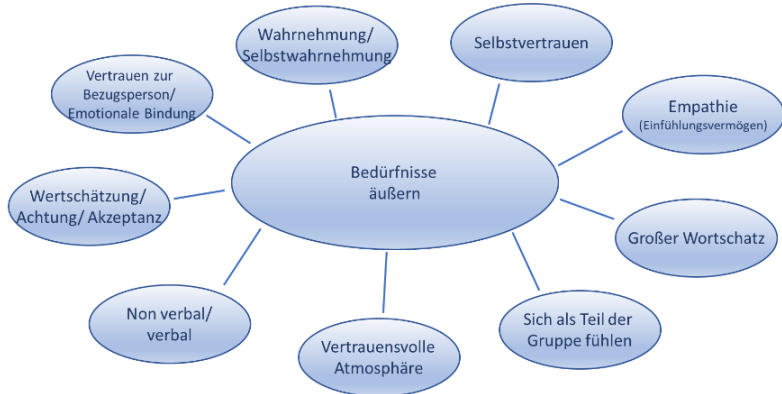 Wahrnehmung/
Selbstwahrnehmung
Selbstvertrauen
Vertrauen zur
Bezugsperson/
Emotionale Bindung
Empathie
(Einfühlungsvermögen)
Bedürfnisse
äußern
Wertschätzung/
Achtung/ Akzeptanz
Großer Wortschatz
Non verbal/
verbal
Sich als Teil der
Gruppe fühlen
Vertrauensvolle
Atmosphäre